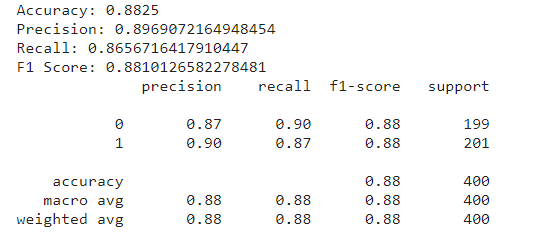 Accuracy: 0.8825
Precision: 0.8969072164948454
Recall: 0.8656716417910447
F1 Score: 0.8810126582278481
precision recall f1-score support
0 0.87 0.90 0.88 199
1 0.90 0.87 0.88 201
accuracy 0.88 400
macro avg 0.88 0.88 0.88 400
weighted avg 0.88 0.88 0.88 400